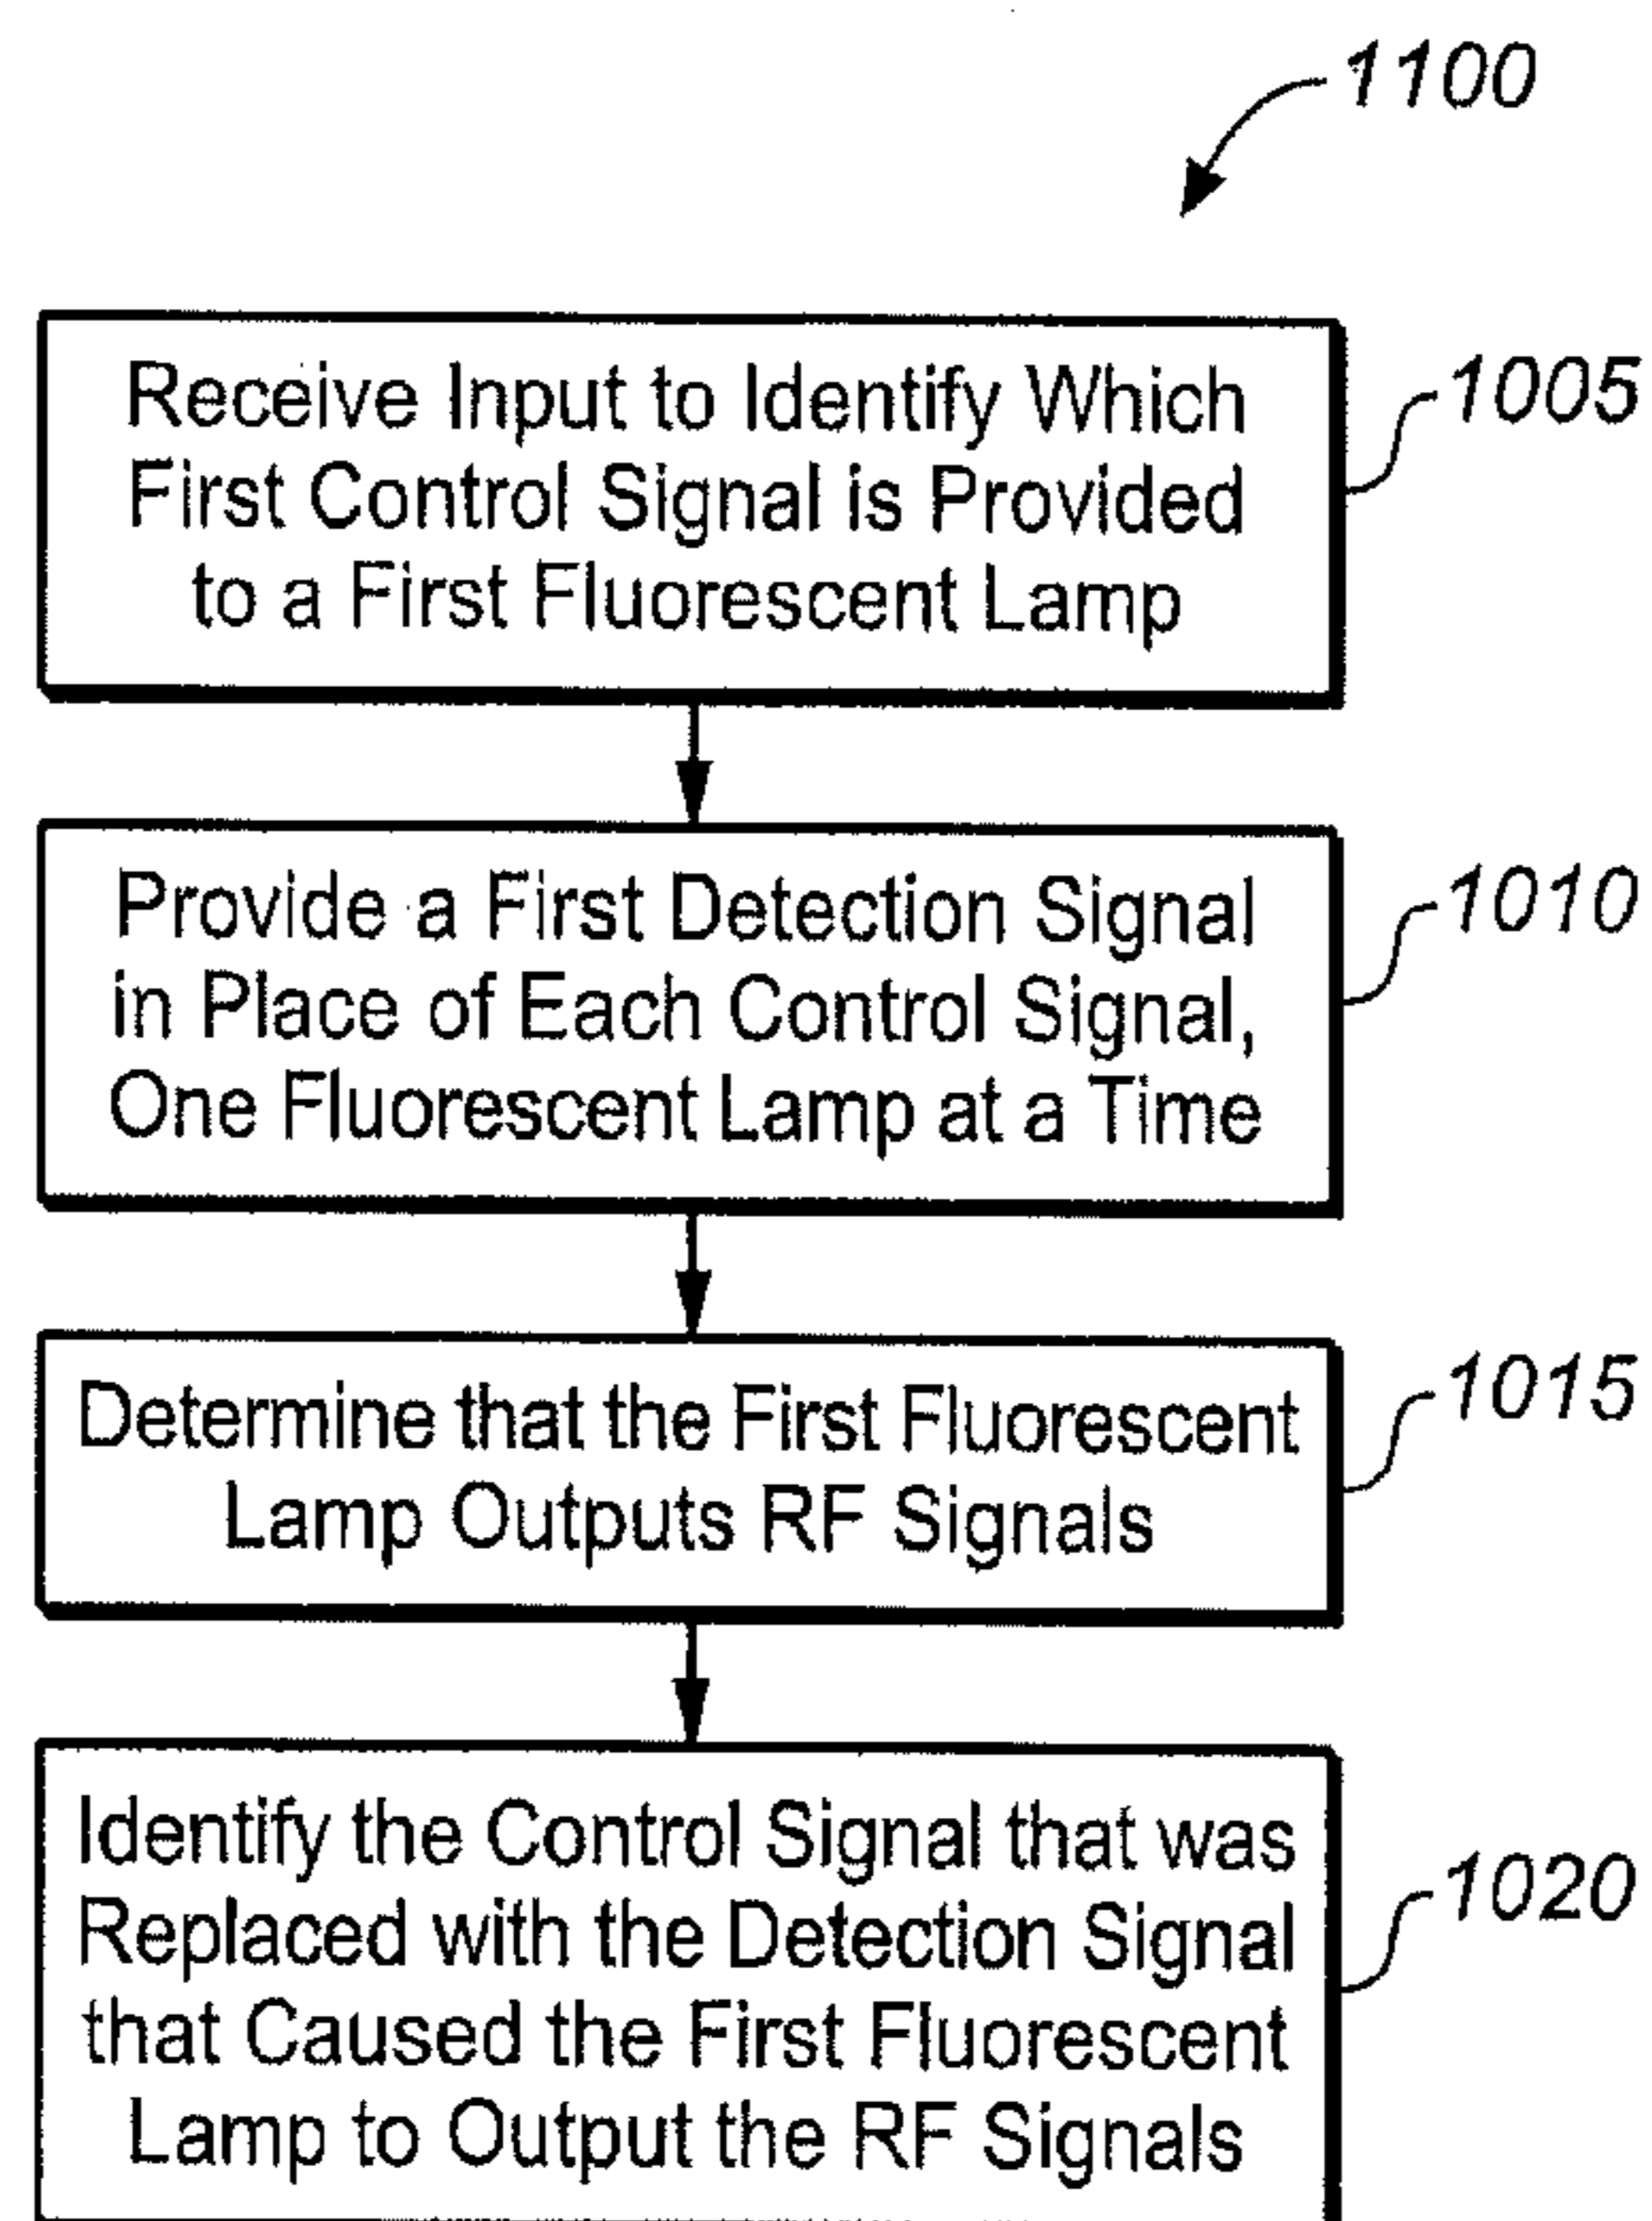 1100
Receive Input to Identify Which
First Control Signal is Provided
to a First Fluorescent Lamp
1005
Provide a First Detection Signal
in Place of Each Control Signal,
One Fluorescent Lamp at a Time
1010
Determine that the First Fluorescent
Lamp Outputs RF Signals
1015
Identify the Control Signal that was
Replaced with the Detection Signal
that Caused the First Fluorescent
Lamp to Output the RF Signals
1020